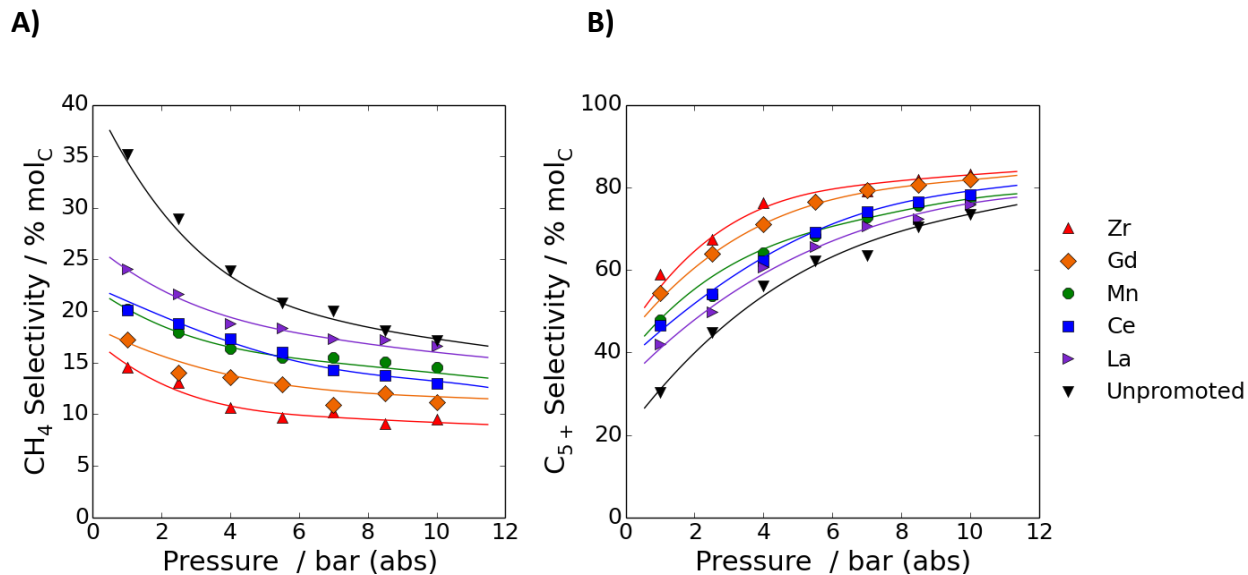 A)
B)
CH4 Selectivity / % molC
40
35
30
25
20
15
10
5
0
0 2 4 6 8 10 12
Pressure / bar (abs)
C5+ Selectivity / % molC
100
80
60
40
20
0
0 2 4 6 8 10 12
Pressure / bar (abs)
Zr
Gd
Mn
Ce
La
Unpromoted